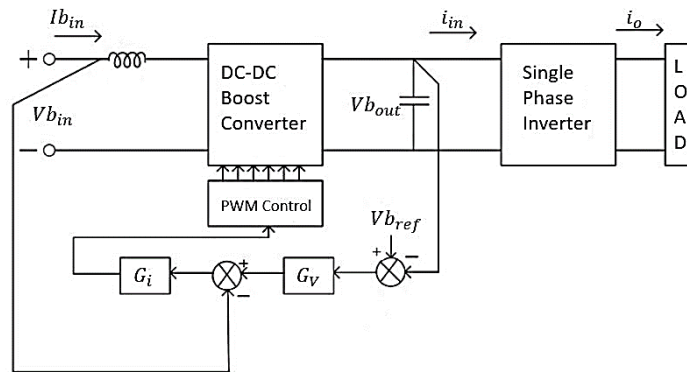 Ib_in
i_in
i_o
+
DC-DC
Boost
Converter
Single
Phase
Inverter
L
O
A
D
Vb_in
Vb_out
−
PWM Control
Vb_ref
+
−
G_i
+
−
G_V